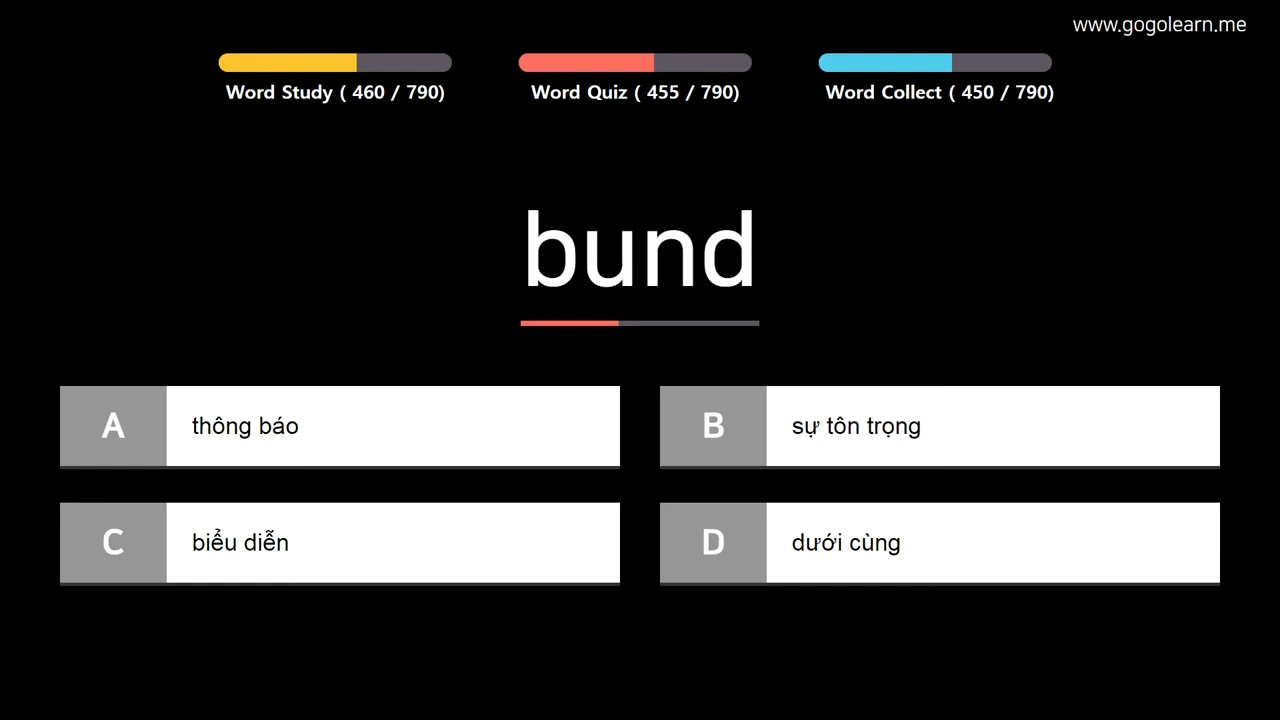 www.gogolearn.me
Word Study ( 460 / 790)
Word Quiz ( 455 / 790)
Word Collect ( 450 / 790)
bund
A thông báo
B sự tôn trọng
C biểu diễn
D dưới cùng